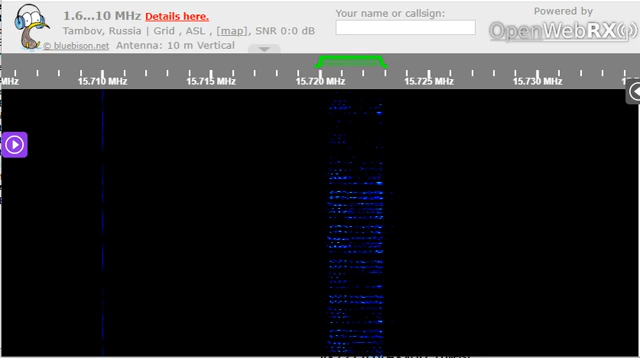 1.6...10 MHz Details here.
Tambov, Russia | Grid , ASL , [map], SNR 0:0 dB
© bluebison.net Antenna: 10 m Vertical
Your name or callsign:
Powered by
OpenWebRX
MHz 15.710 MHz 15.715 MHz 15.720 MHz 15.725 MHz 15.730 MHz